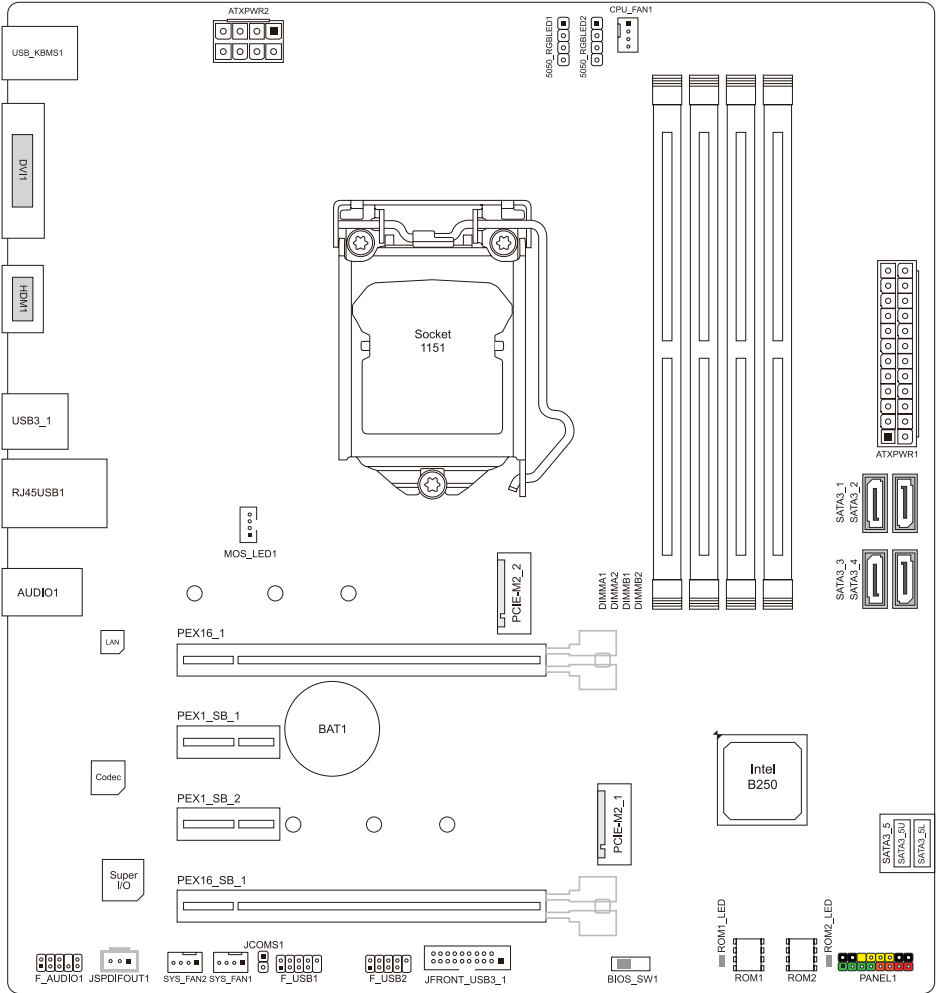 ATXPWR2
CPU_FAN1
USB_KBMS1
5050_RGBLED1
5050_RGBLED2
DVI1
HDMI1
Socket
1151
USB3_1
ATXPWR1
RJ45USB1
SATA3_1
SATA3_2
MOS_LED1
PCIE-M2_2
SATA3_3
SATA3_4
AUDIO1
DIMMA1
DIMMA2
DIMMB1
DIMMB2
LAN
PEX16_1
PEX1_SB_1
BAT1
Intel
B250
Codec
PEX1_SB_2
PCIE-M2_1
SATA3_5
SATA3_5U
SATA3_5L
Super
I/O
PEX16_SB_1
ROM1_LED
ROM2_LED
JCOMS1
F_AUDIO1
JSPDIFOUT1
SYS_FAN2
SYS_FAN1
F_USB1
F_USB2
JFRONT_USB3_1
BIOS_SW1
ROM1
ROM2
PANEL1